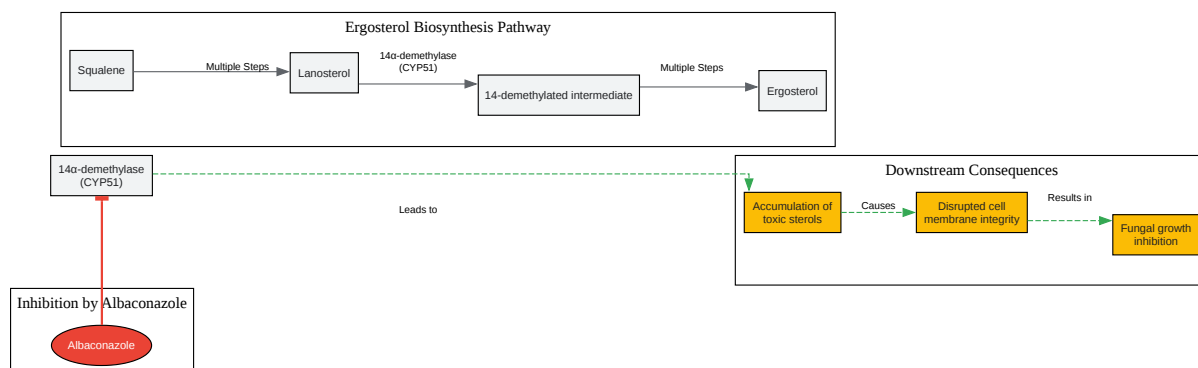 Ergosterol Biosynthesis Pathway
Squalene
Multiple Steps
Lanosterol
14α-demethylase
(CYP51)
14-demethylated intermediate
Multiple Steps
Ergosterol
14α-demethylase
(CYP51)
Leads to
Downstream Consequences
Accumulation of
toxic sterols
Causes
Disrupted cell
membrane integrity
Results in
Fungal growth
inhibition
Inhibition by Albaconazole
Albaconazole